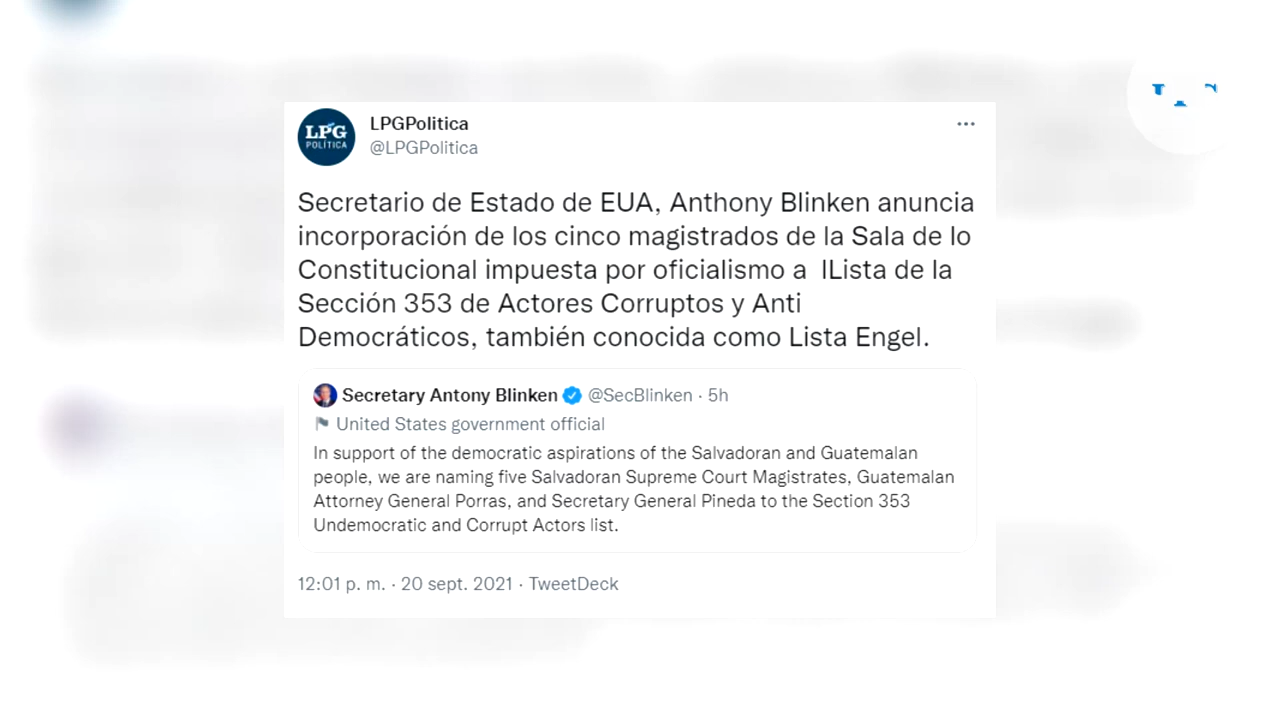 LPG
POLÍTICA
LPGPolitica
@LPGPolitica
Secretario de Estado de EUA, Anthony Blinken anuncia
incorporación de los cinco magistrados de la Sala de lo
Constitucional impuesta por oficialismo a  lLista de la
Sección 353 de Actores Corruptos y Anti
Democráticos, también conocida como Lista Engel.
Secretary Antony Blinken @SecBlinken · 5h
United States government official
In support of the democratic aspirations of the Salvadoran and Guatemalan
people, we are naming five Salvadoran Supreme Court Magistrates, Guatemalan
Attorney General Porras, and Secretary General Pineda to the Section 353
Undemocratic and Corrupt Actors list.
12:01 p. m. · 20 sept. 2021 · TweetDeck